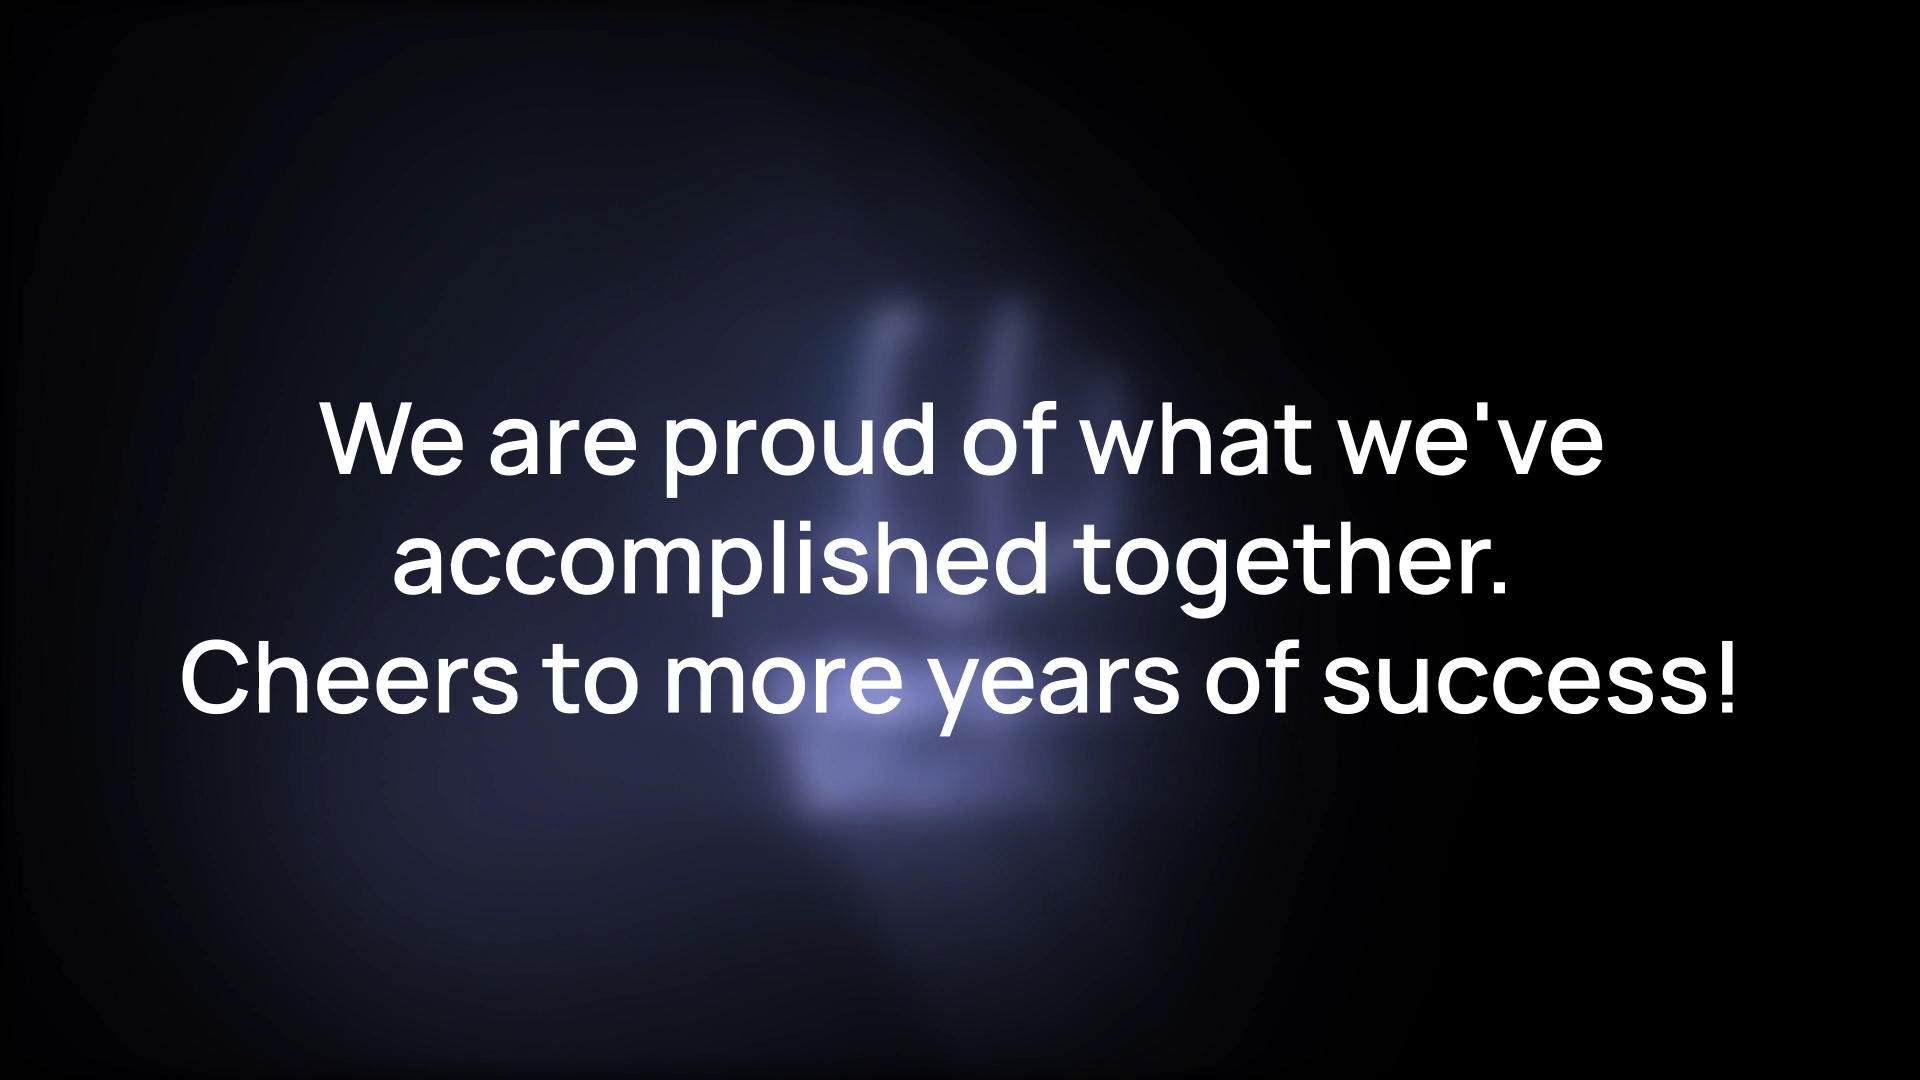 We are proud of what we've
accomplished together.
Cheers to more years of success!